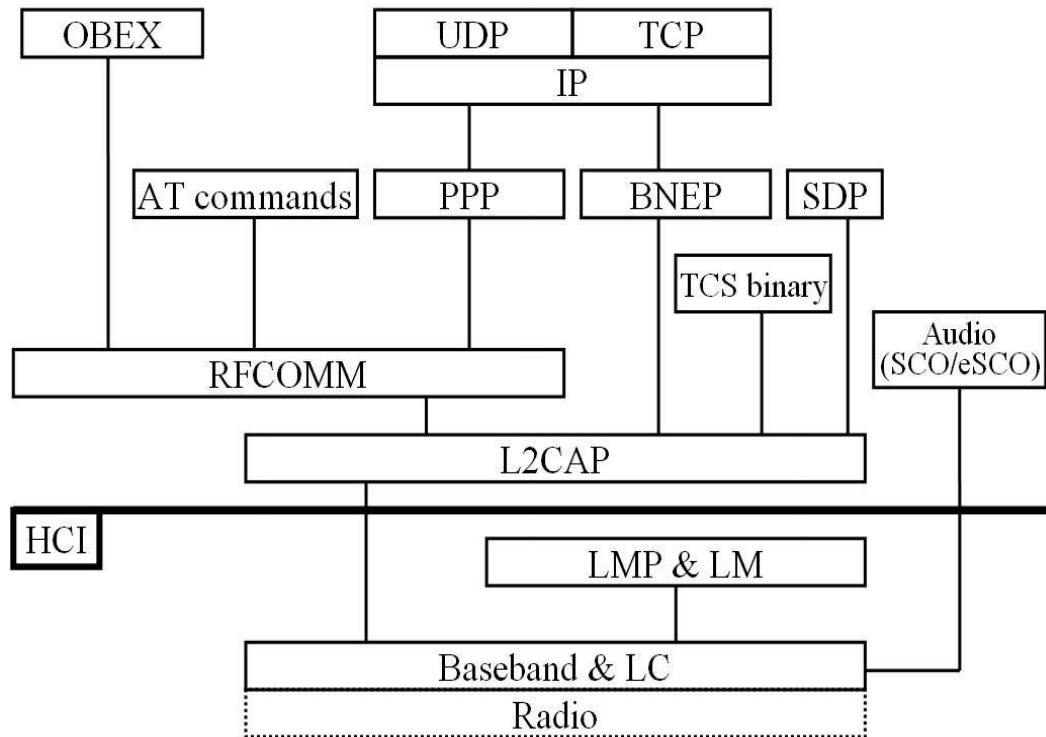 OBEX
UDP
TCP
IP
AT commands
PPP
BNEP
SDP
TCS binary
Audio
(SCO/eSCO)
RFCOMM
L2CAP
HCI
LMP & LM
Baseband & LC
Radio